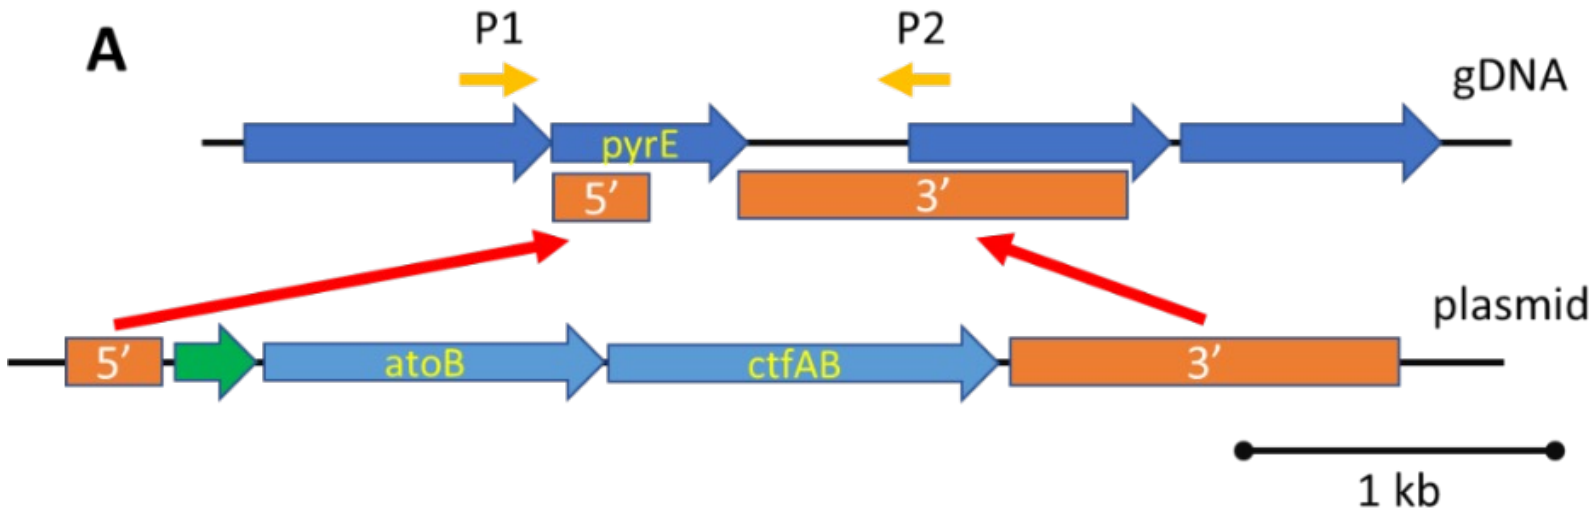 A
P1
P2
gDNA
pyrE
5’
3’
plasmid
5’
atoB
ctfAB
3’
1 kb